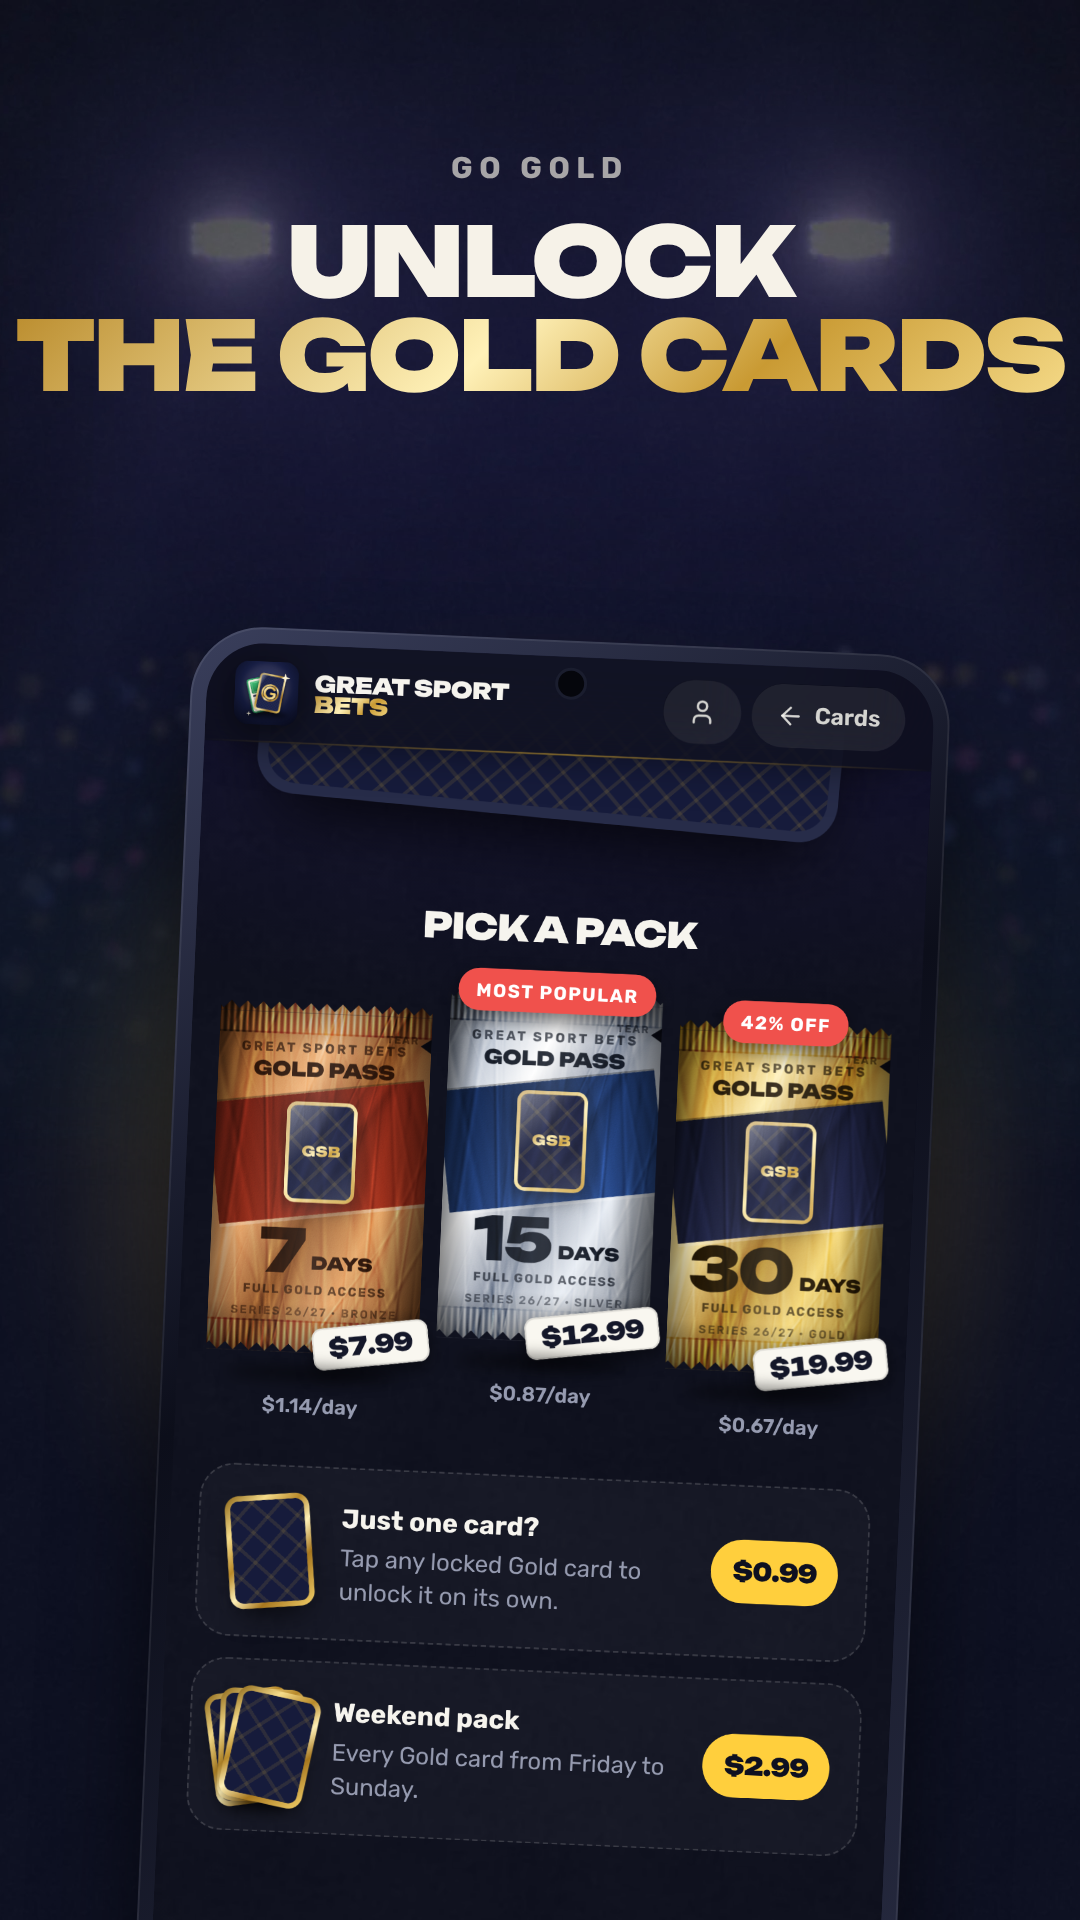 GO GOLD
UNLOCK
THE GOLD CARDS
GREAT SPORT
BETS
G
Cards
PICK A PACK
MOST POPULAR
42% OFF
TEAR
GREAT SPORT BETS
GOLD PASS
GSB
7 DAYS
FULL GOLD ACCESS
SERIES 26/27 • BRONZE
$7.99
$1.14/day
TEAR
GREAT SPORT BETS
GOLD PASS
GSB
15 DAYS
FULL GOLD ACCESS
SERIES 26/27 • SILVER
$12.99
$0.87/day
TEAR
GREAT SPORT BETS
GOLD PASS
GSB
30 DAYS
FULL GOLD ACCESS
SERIES 26/27 • GOLD
$19.99
$0.67/day
Just one card?
Tap any locked Gold card to
unlock it on its own.
$0.99
Weekend pack
Every Gold card from Friday to
Sunday.
$2.99